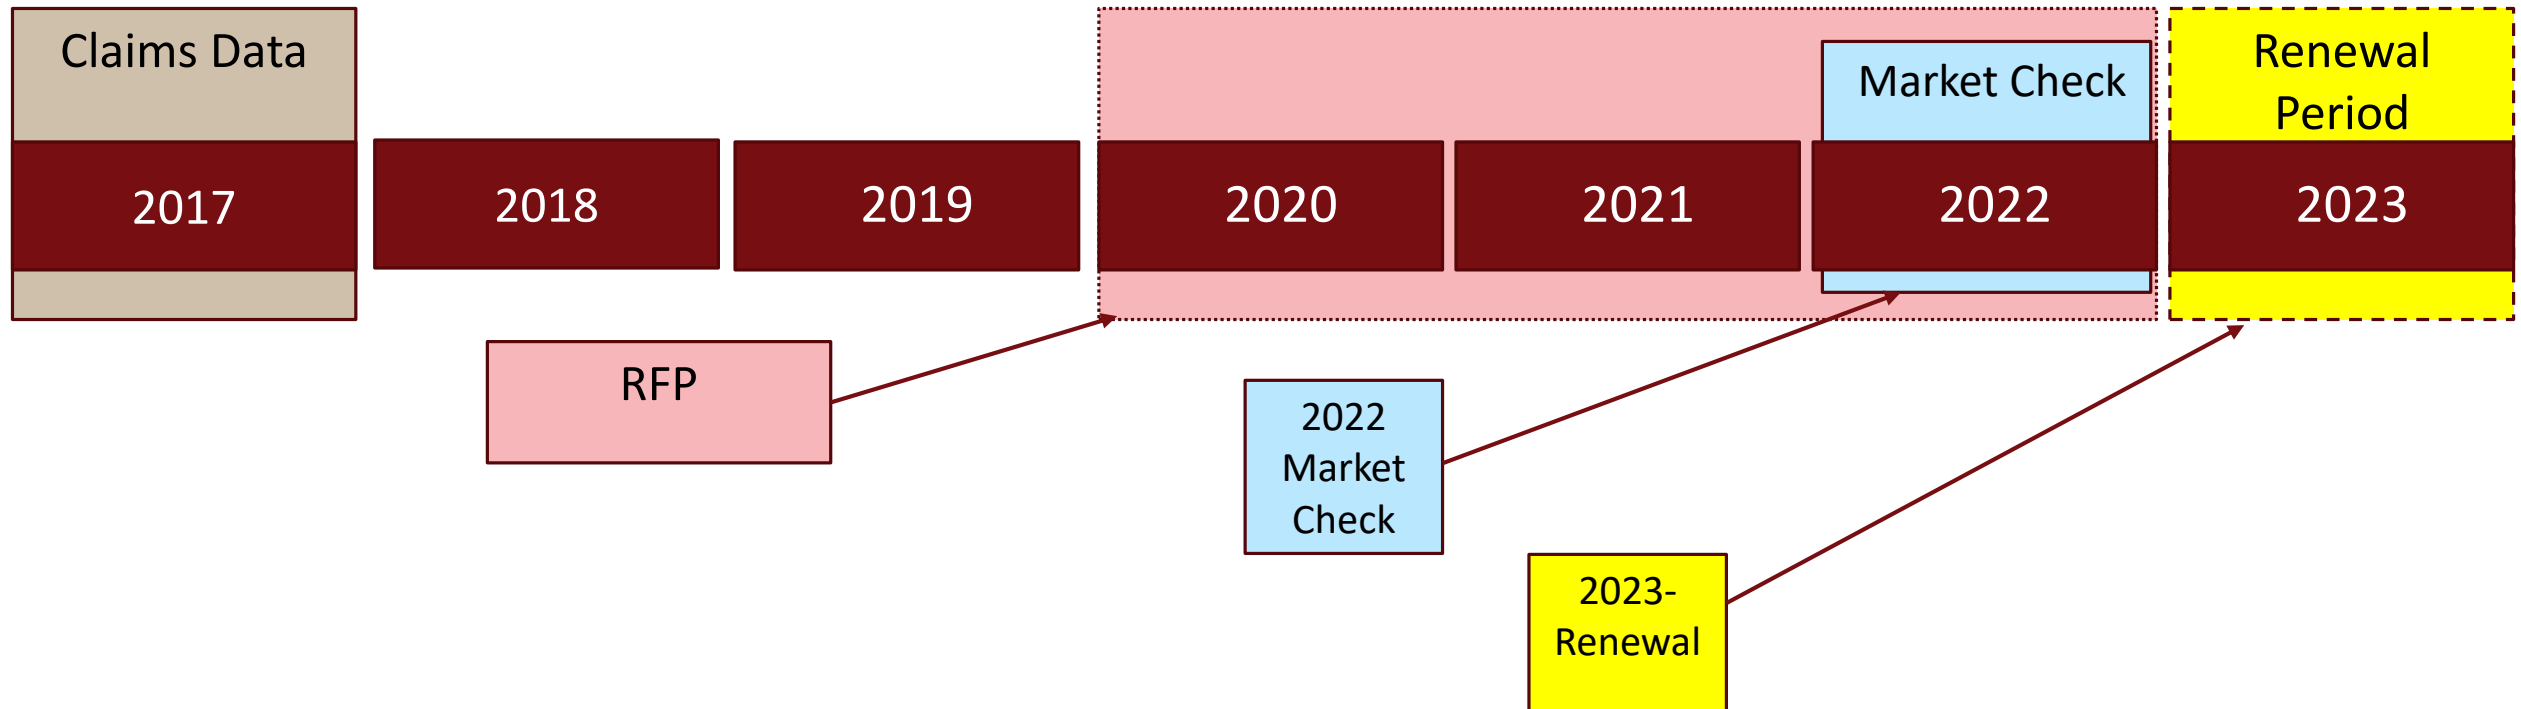 Claims Data
Market Check
Renewal
Period
2017
2018
2019
2020
2021
2022
2023
RFP
2022
Market
Check
2023-
Renewal